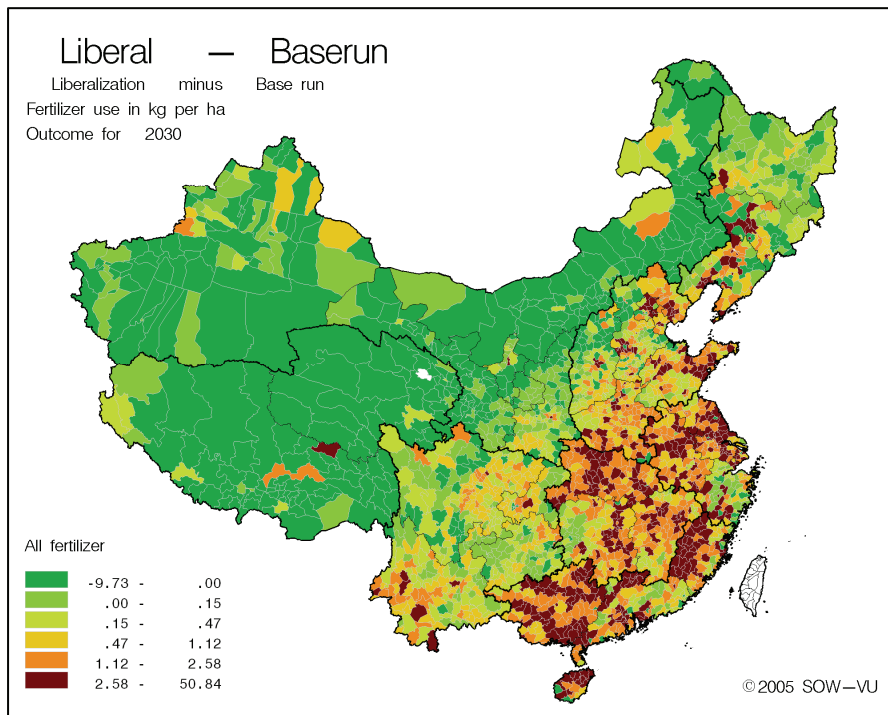 Liberal — Baserun
Liberalization minus Base run
Fertilizer use in kg per ha
Outcome for 2030
All fertilizer
-9.73 - .00
.00 - .15
.15 - .47
.47 - 1.12
1.12 - 2.58
2.58 - 50.84
©2005 SOW—VU